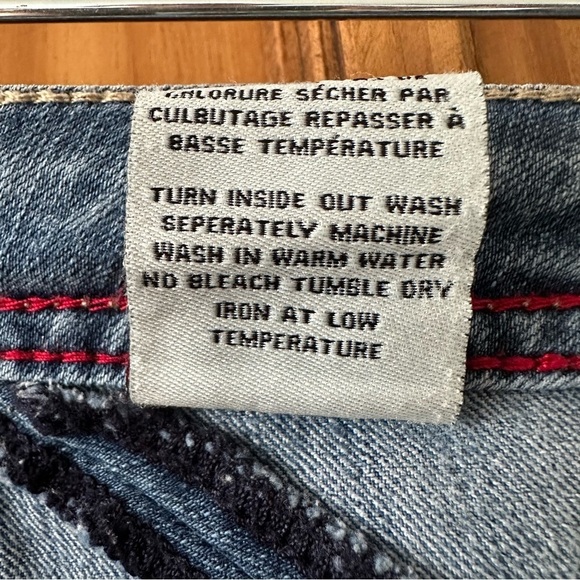 CHLORURE SÉCHER PAR
CULBUTAGE REPASSER À
BASSE TEMPÉRATURE
TURN INSIDE OUT WASH
SEPERATELY MACHINE
WASH IN WARM WATER
NO BLEACH TUMBLE DRY
IRON AT LOW
TEMPERATURE